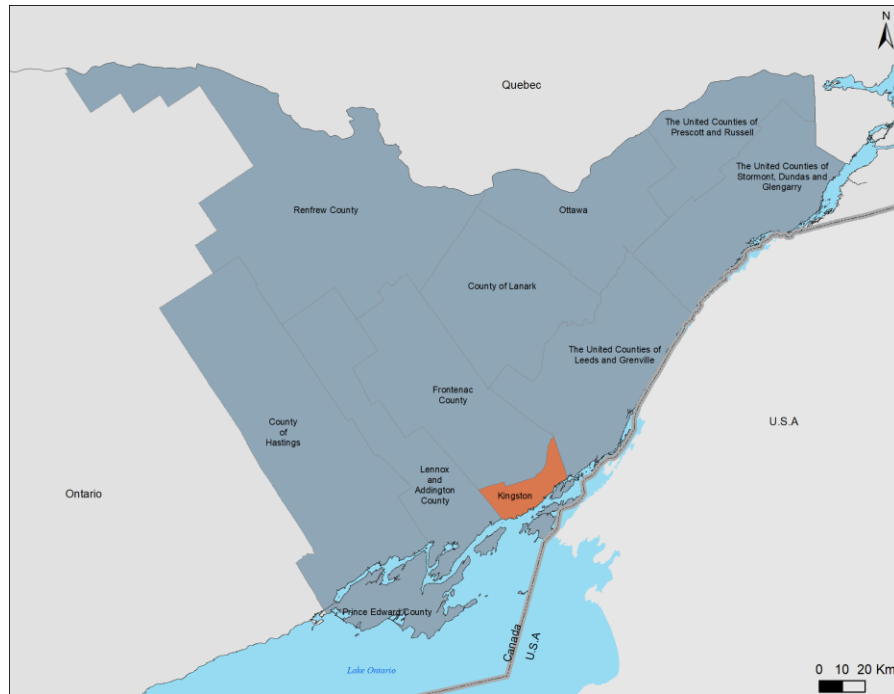 N
Quebec
The United Counties of
Prescott and Russell
The United Counties of
Stormont, Dundas and
Glengarry
Renfrew County
Ottawa
County of Lanark
The United Counties of
Leeds and Grenville
Frontenac
County
County
of
Hastings
U.S.A
Lennox
and
Addington
County
Kingston
Ontario
Prince Edward County
Canada
U.S.A
Lake Ontario
0 10 20 Km